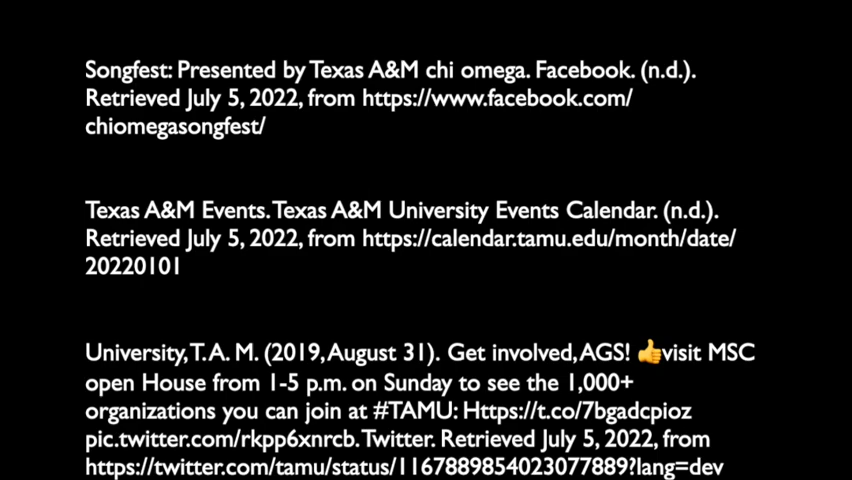 Songfest: Presented by Texas A&M chi omega. Facebook. (n.d.).
Retrieved July 5, 2022, from https://www.facebook.com/
chiomegasongfest/
Texas A&M Events. Texas A&M University Events Calendar. (n.d.).
Retrieved July 5, 2022, from https://calendar.tamu.edu/month/date/
20220101
University, T. A. M. (2019, August 31). Get involved, AGS! 👍visit MSC
open House from 1-5 p.m. on Sunday to see the 1,000+
organizations you can join at #TAMU: Https://t.co/7bgadcpioz
pic.twitter.com/rkpp6xnrcb. Twitter. Retrieved July 5, 2022, from
https://twitter.com/tamu/status/1167889854023077889?lang=dev